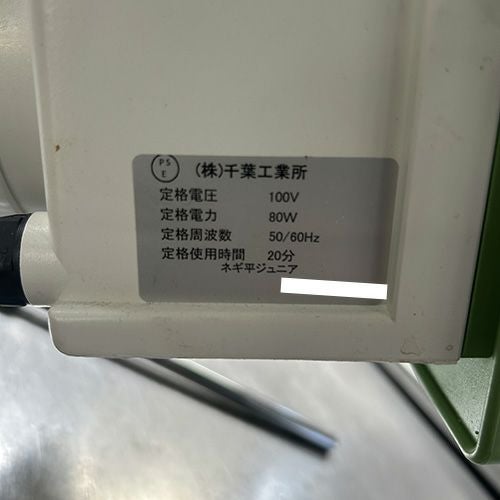 PS
E
(株)千葉工業所
定格電圧 100V
定格電力 80W
定格周波数 50/60Hz
定格使用時間 20分
ネギ平ジュニア